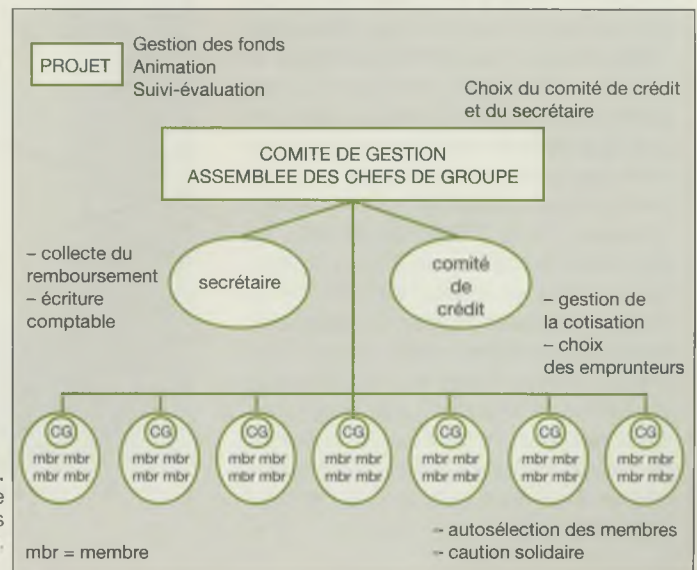 PROJET
Gestion des fonds
Animation
Suivi-évaluation
Choix du comité de crédit
et du secrétaire
COMITE DE GESTION
ASSEMBLEE DES CHEFS DE GROUPE
– collecte du
remboursement
– écriture
comptable
secrétaire
comité
de
crédit
– gestion de
la cotisation
– choix
des emprunteurs
CG CG CG CG CG CG CG
mbr mbr mbr mbr mbr mbr mbr mbr mbr mbr mbr mbr mbr mbr
mbr mbr mbr mbr mbr mbr mbr mbr mbr mbr mbr mbr mbr mbr
mbr = membre
– autosélection des membres
– caution solidaire